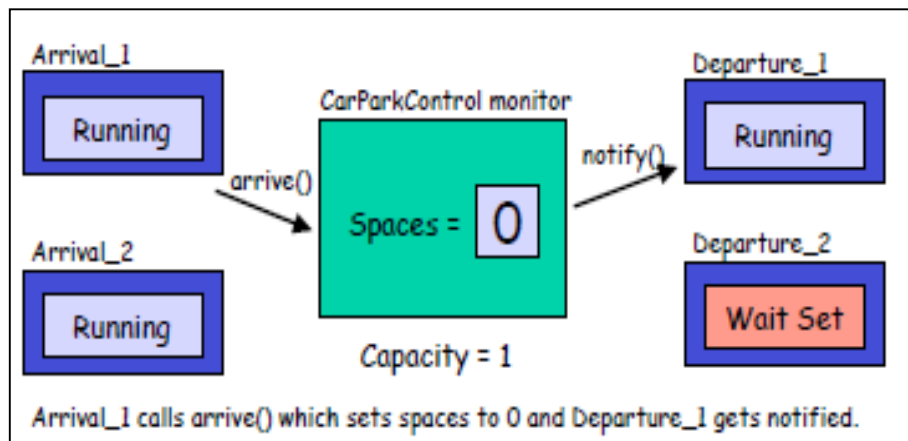 Arrival_1
Running
arrive()
Arrival_2
Running
CarParkControl monitor
Spaces = 0
Capacity = 1
notify()
Departure_1
Running
Departure_2
Wait Set
Arrival_1 calls arrive() which sets spaces to 0 and Departure_1 gets notified.